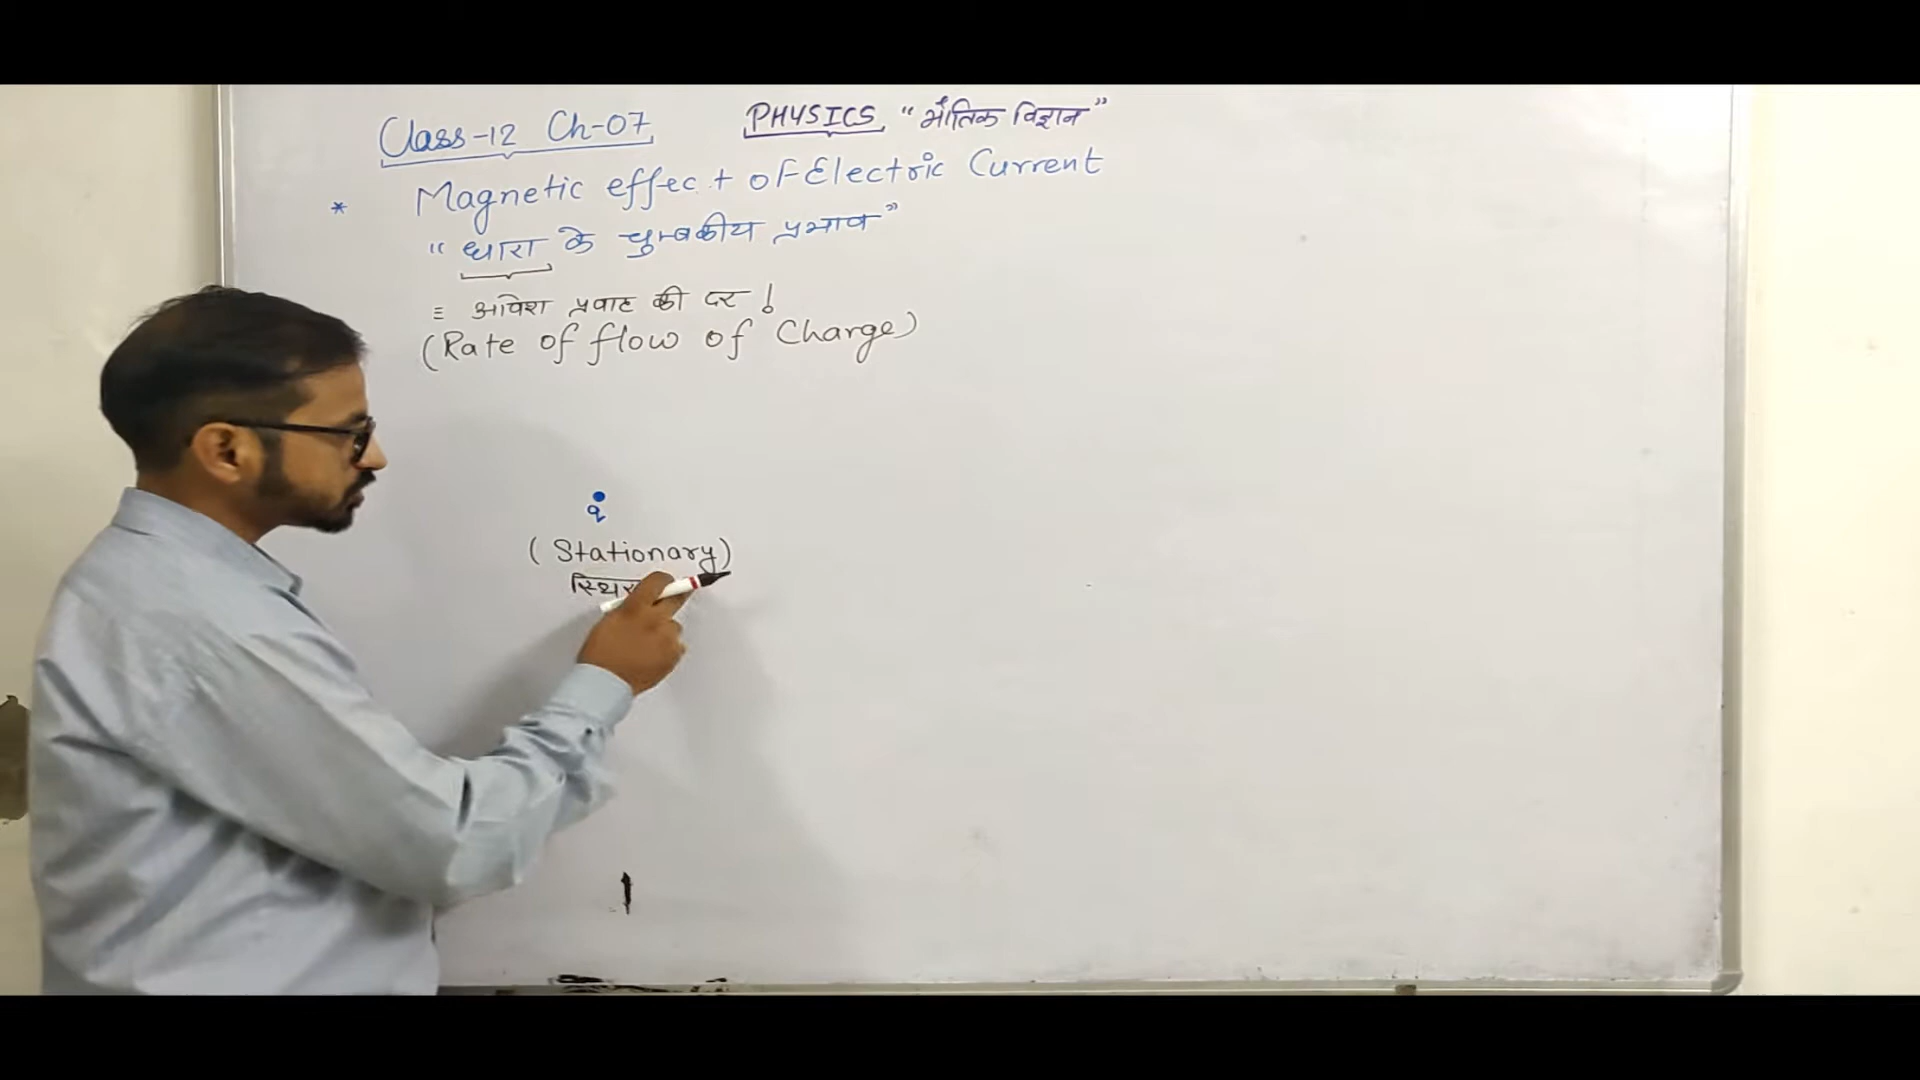 Class-12 Ch-07 PHYSICS "भौतिक विज्ञान"
* Magnetic effect of Electric Current
"धारा के चुम्बकीय प्रभाव"
≡ आवेश प्रवाह की दर !
(Rate of flow of Charge)
q
(Stationary)
स्थिर